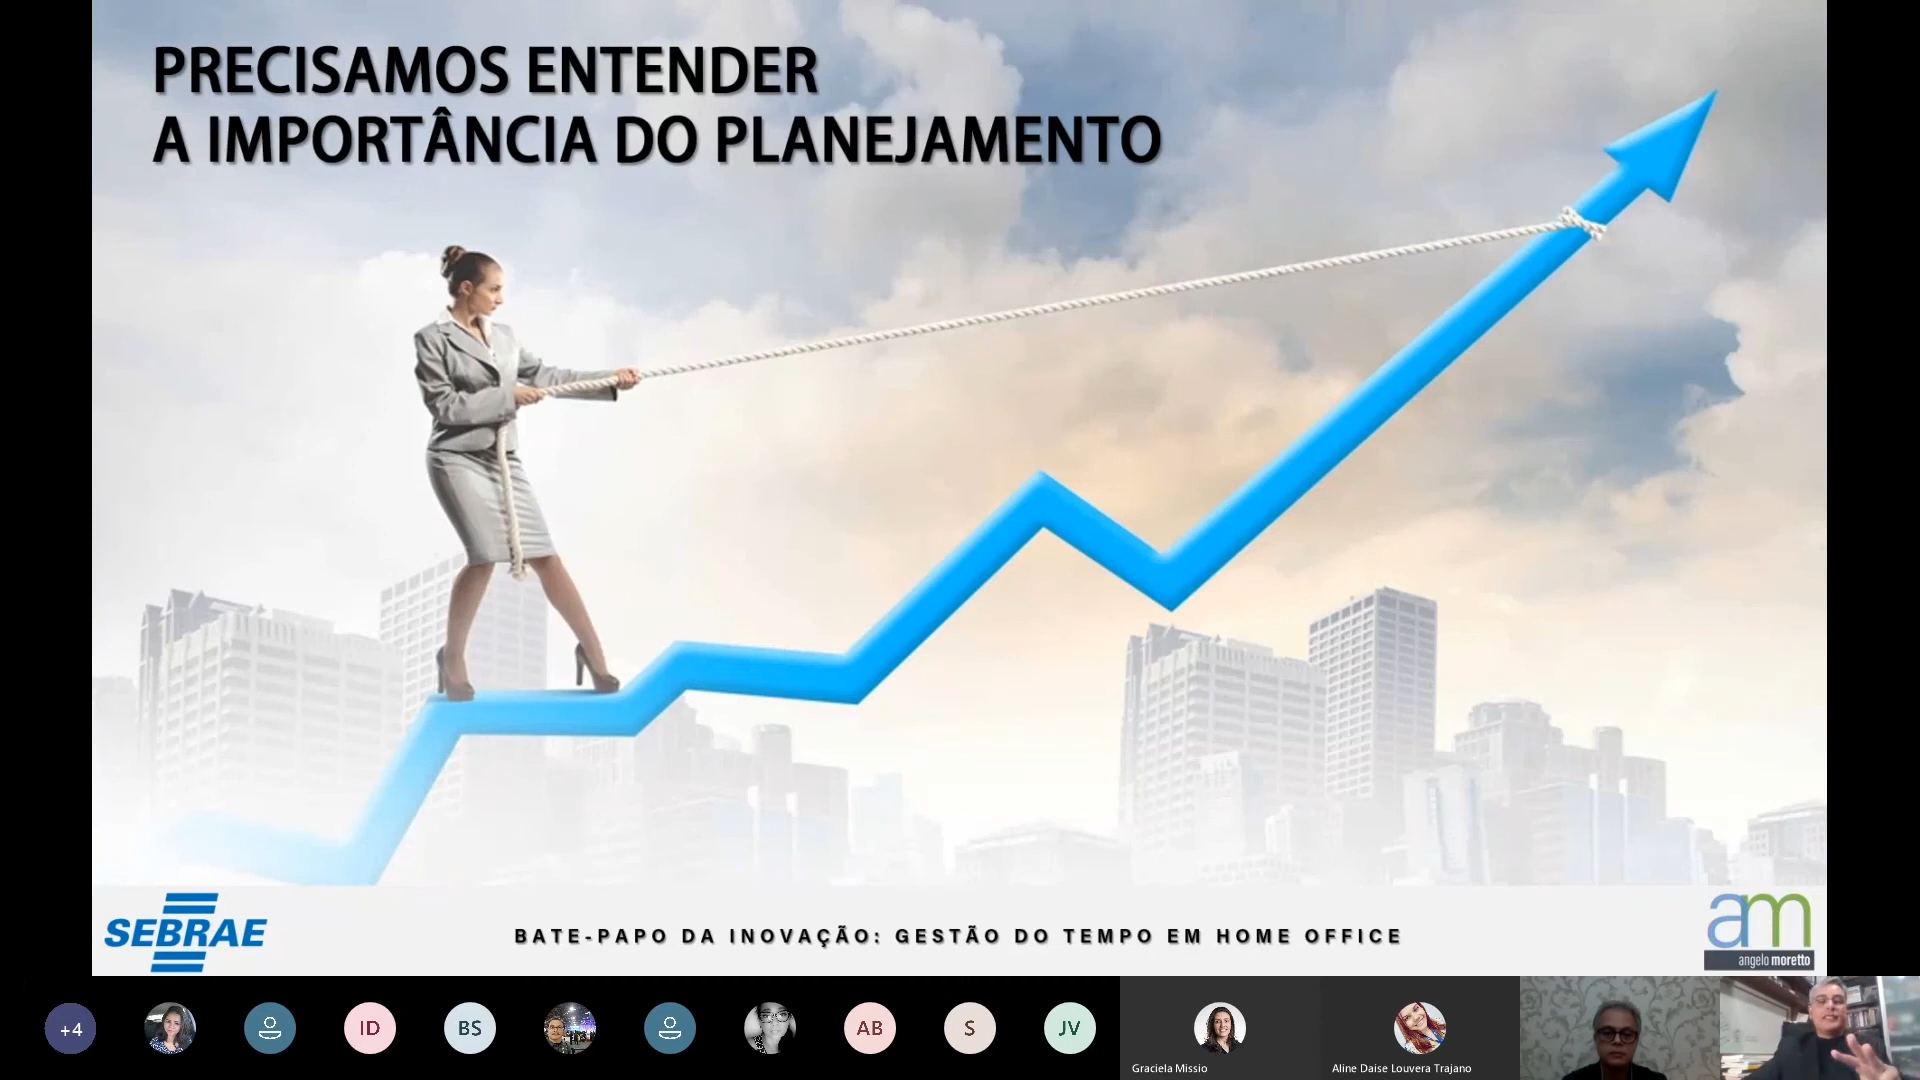 PRECISAMOS ENTENDER
A IMPORTÂNCIA DO PLANEJAMENTO
SEBRAE
BATE-PAPO DA INOVAÇÃO: GESTÃO DO TEMPO EM HOME OFFICE
am
angelo moretto
+4
ID
BS
AB
S
JV
Graciela Missio
Aline Daise Louvera Trajano